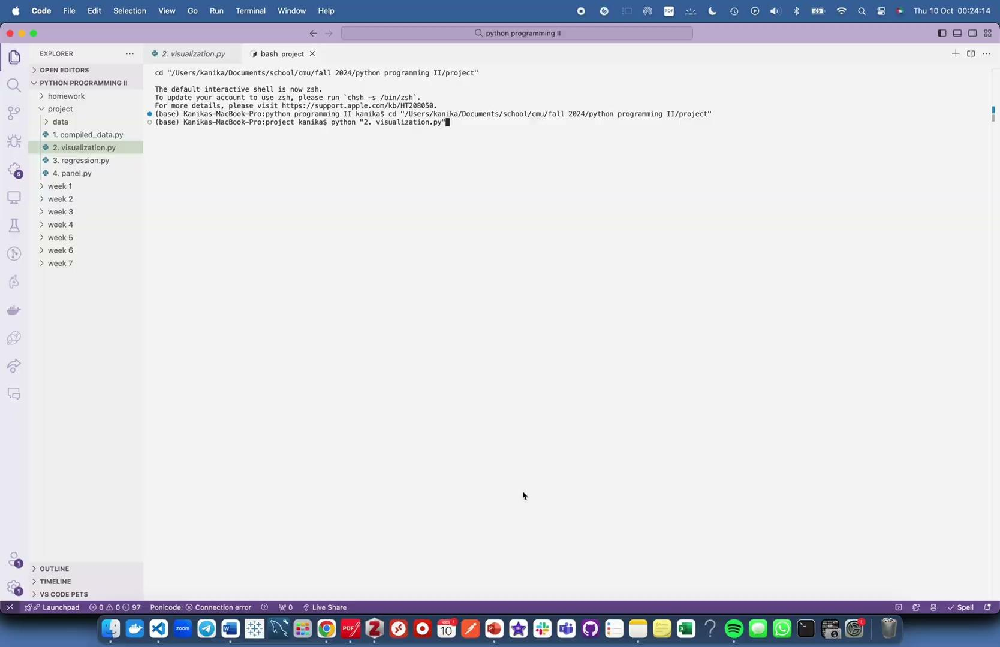 Code File Edit Selection View Go Run Terminal Window Help PDF Thu 10 Oct 00:24:14
python programming II
EXPLORER
2. visualization.py
bash project
OPEN EDITORS
PYTHON PROGRAMMING II
homework
project
data
1. compiled_data.py
2. visualization.py
3. regression.py
4. panel.py
week 1
week 2
week 3
week 4
week 5
week 6
week 7
5
1
1
cd "/Users/kanika/Documents/school/cmu/fall 2024/python programming II/project"
The default interactive shell is now zsh.
To update your account to use zsh, please run `chsh -s /bin/zsh`.
For more details, please visit https://support.apple.com/kb/HT208050.
(base) Kanikas-MacBook-Pro:python programming II kanika$ cd "/Users/kanika/Documents/school/cmu/fall 2024/python programming II/project"
(base) Kanikas-MacBook-Pro:project kanika$ python "2. visualization.py"
OUTLINE
TIMELINE
VS CODE PETS
Launchpad 0 0 97 Ponicode: Connection error 0 Live Share Spell
zoom W PDF Z OCT 10 1 P X 1